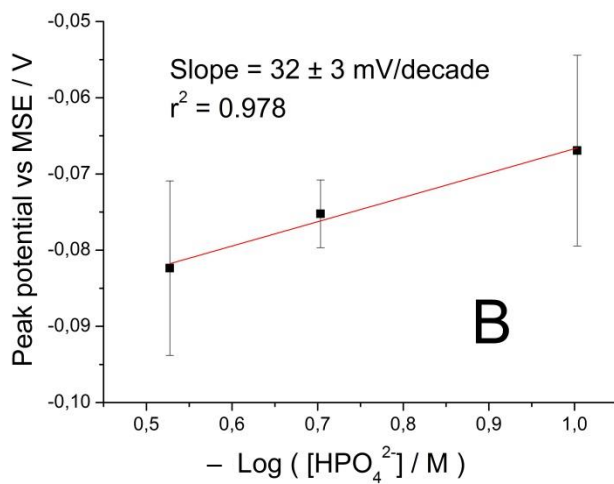 -0,05
-0,06
-0,07
-0,08
-0,09
-0,10
Peak potential vs MSE / V
Slope = 32 ± 3 mV/decade
r² = 0.978
B
0,5 0,6 0,7 0,8 0,9 1,0
– Log ( [HPO₄²⁻] / M )